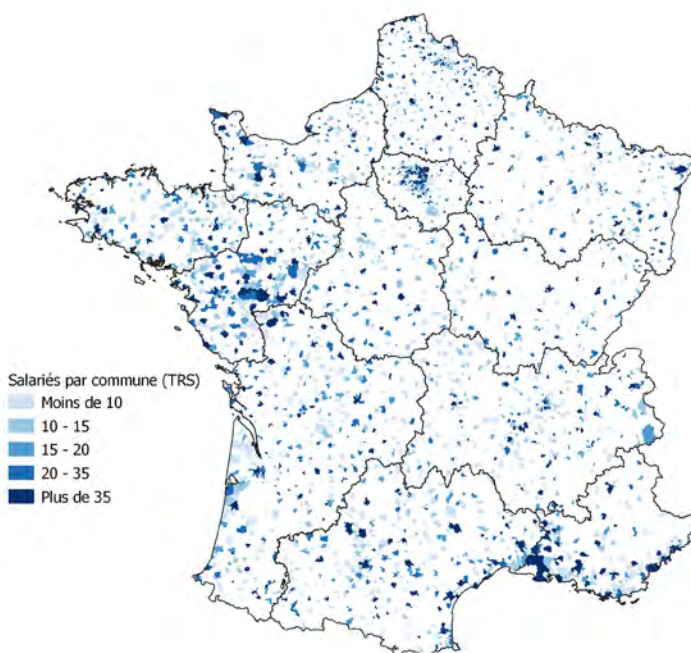 Salariés par commune (TRS)
Moins de 10
10 - 15
15 - 20
20 - 35
Plus de 35